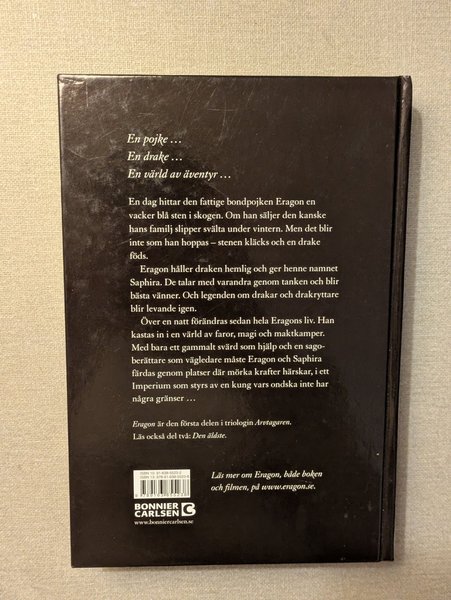 En pojke …
En drake …
En värld av äventyr …
En dag hittar den fattige bondpojken Eragon en
vacker blå sten i skogen. Om han säljer den kanske
hans familj slipper svälta under vintern. Men det blir
inte som han hoppas – stenen kläcks och en drake
föds.
Eragon håller draken hemlig och ger henne namnet
Saphira. De talar med varandra genom tanken och blir
bästa vänner. Och legenden om drakar och drakryttare
blir levande igen.
Över en natt förändras sedan hela Eragons liv. Han
kastas in i en värld av faror, magi och maktkamper.
Med bara ett gammalt svärd som hjälp och en sago-
berättare som vägledare måste Eragon och Saphira
färdas genom platser där mörka krafter härskar, i ett
Imperium som styrs av en kung vars ondska inte har
några gränser …
Eragon är den första delen i triologin Arvtagaren.
Läs också del två: Den äldste.
Läs mer om Eragon, både boken
och filmen, på www.eragon.se.
BONNIER
CARLSEN
www.bonniercarlsen.se